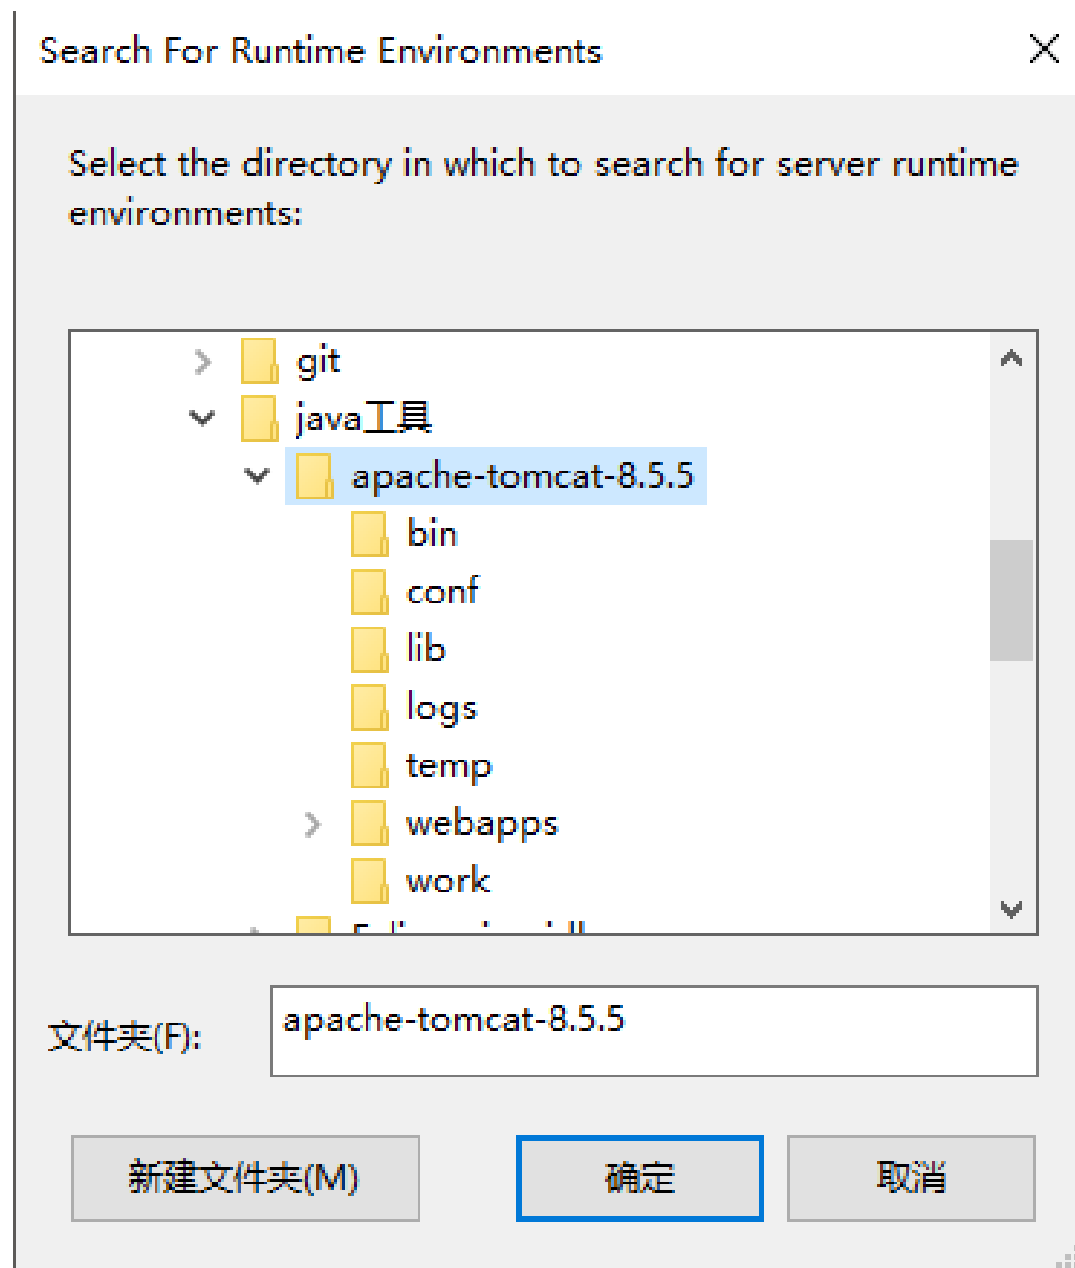 Search For Runtime Environments
Select the directory in which to search for server runtime
environments:
git
java工具
apache-tomcat-8.5.5
bin
conf
lib
logs
temp
webapps
work
文件夹(F):
apache-tomcat-8.5.5
新建文件夹(M)
确定
取消